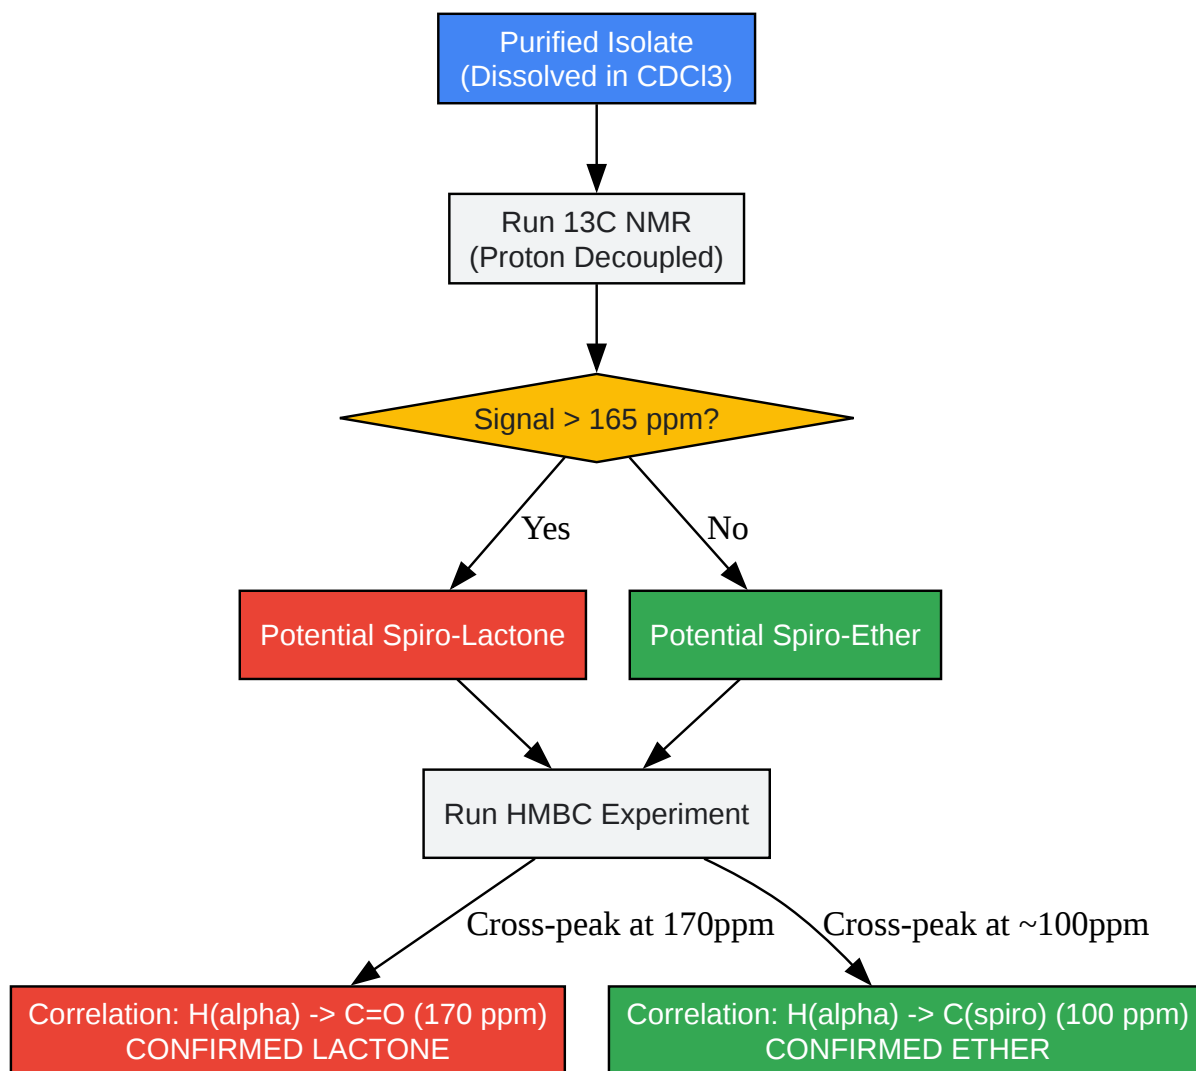 Purified Isolate
(Dissolved in CDCl3)
Run 13C NMR
(Proton Decoupled)
Signal > 165 ppm?
Yes
No
Potential Spiro-Lactone
Potential Spiro-Ether
Run HMBC Experiment
Cross-peak at 170ppm
Cross-peak at ~100ppm
Correlation: H(alpha) -> C=O (170 ppm)
CONFIRMED LACTONE
Correlation: H(alpha) -> C(spiro) (100 ppm)
CONFIRMED ETHER